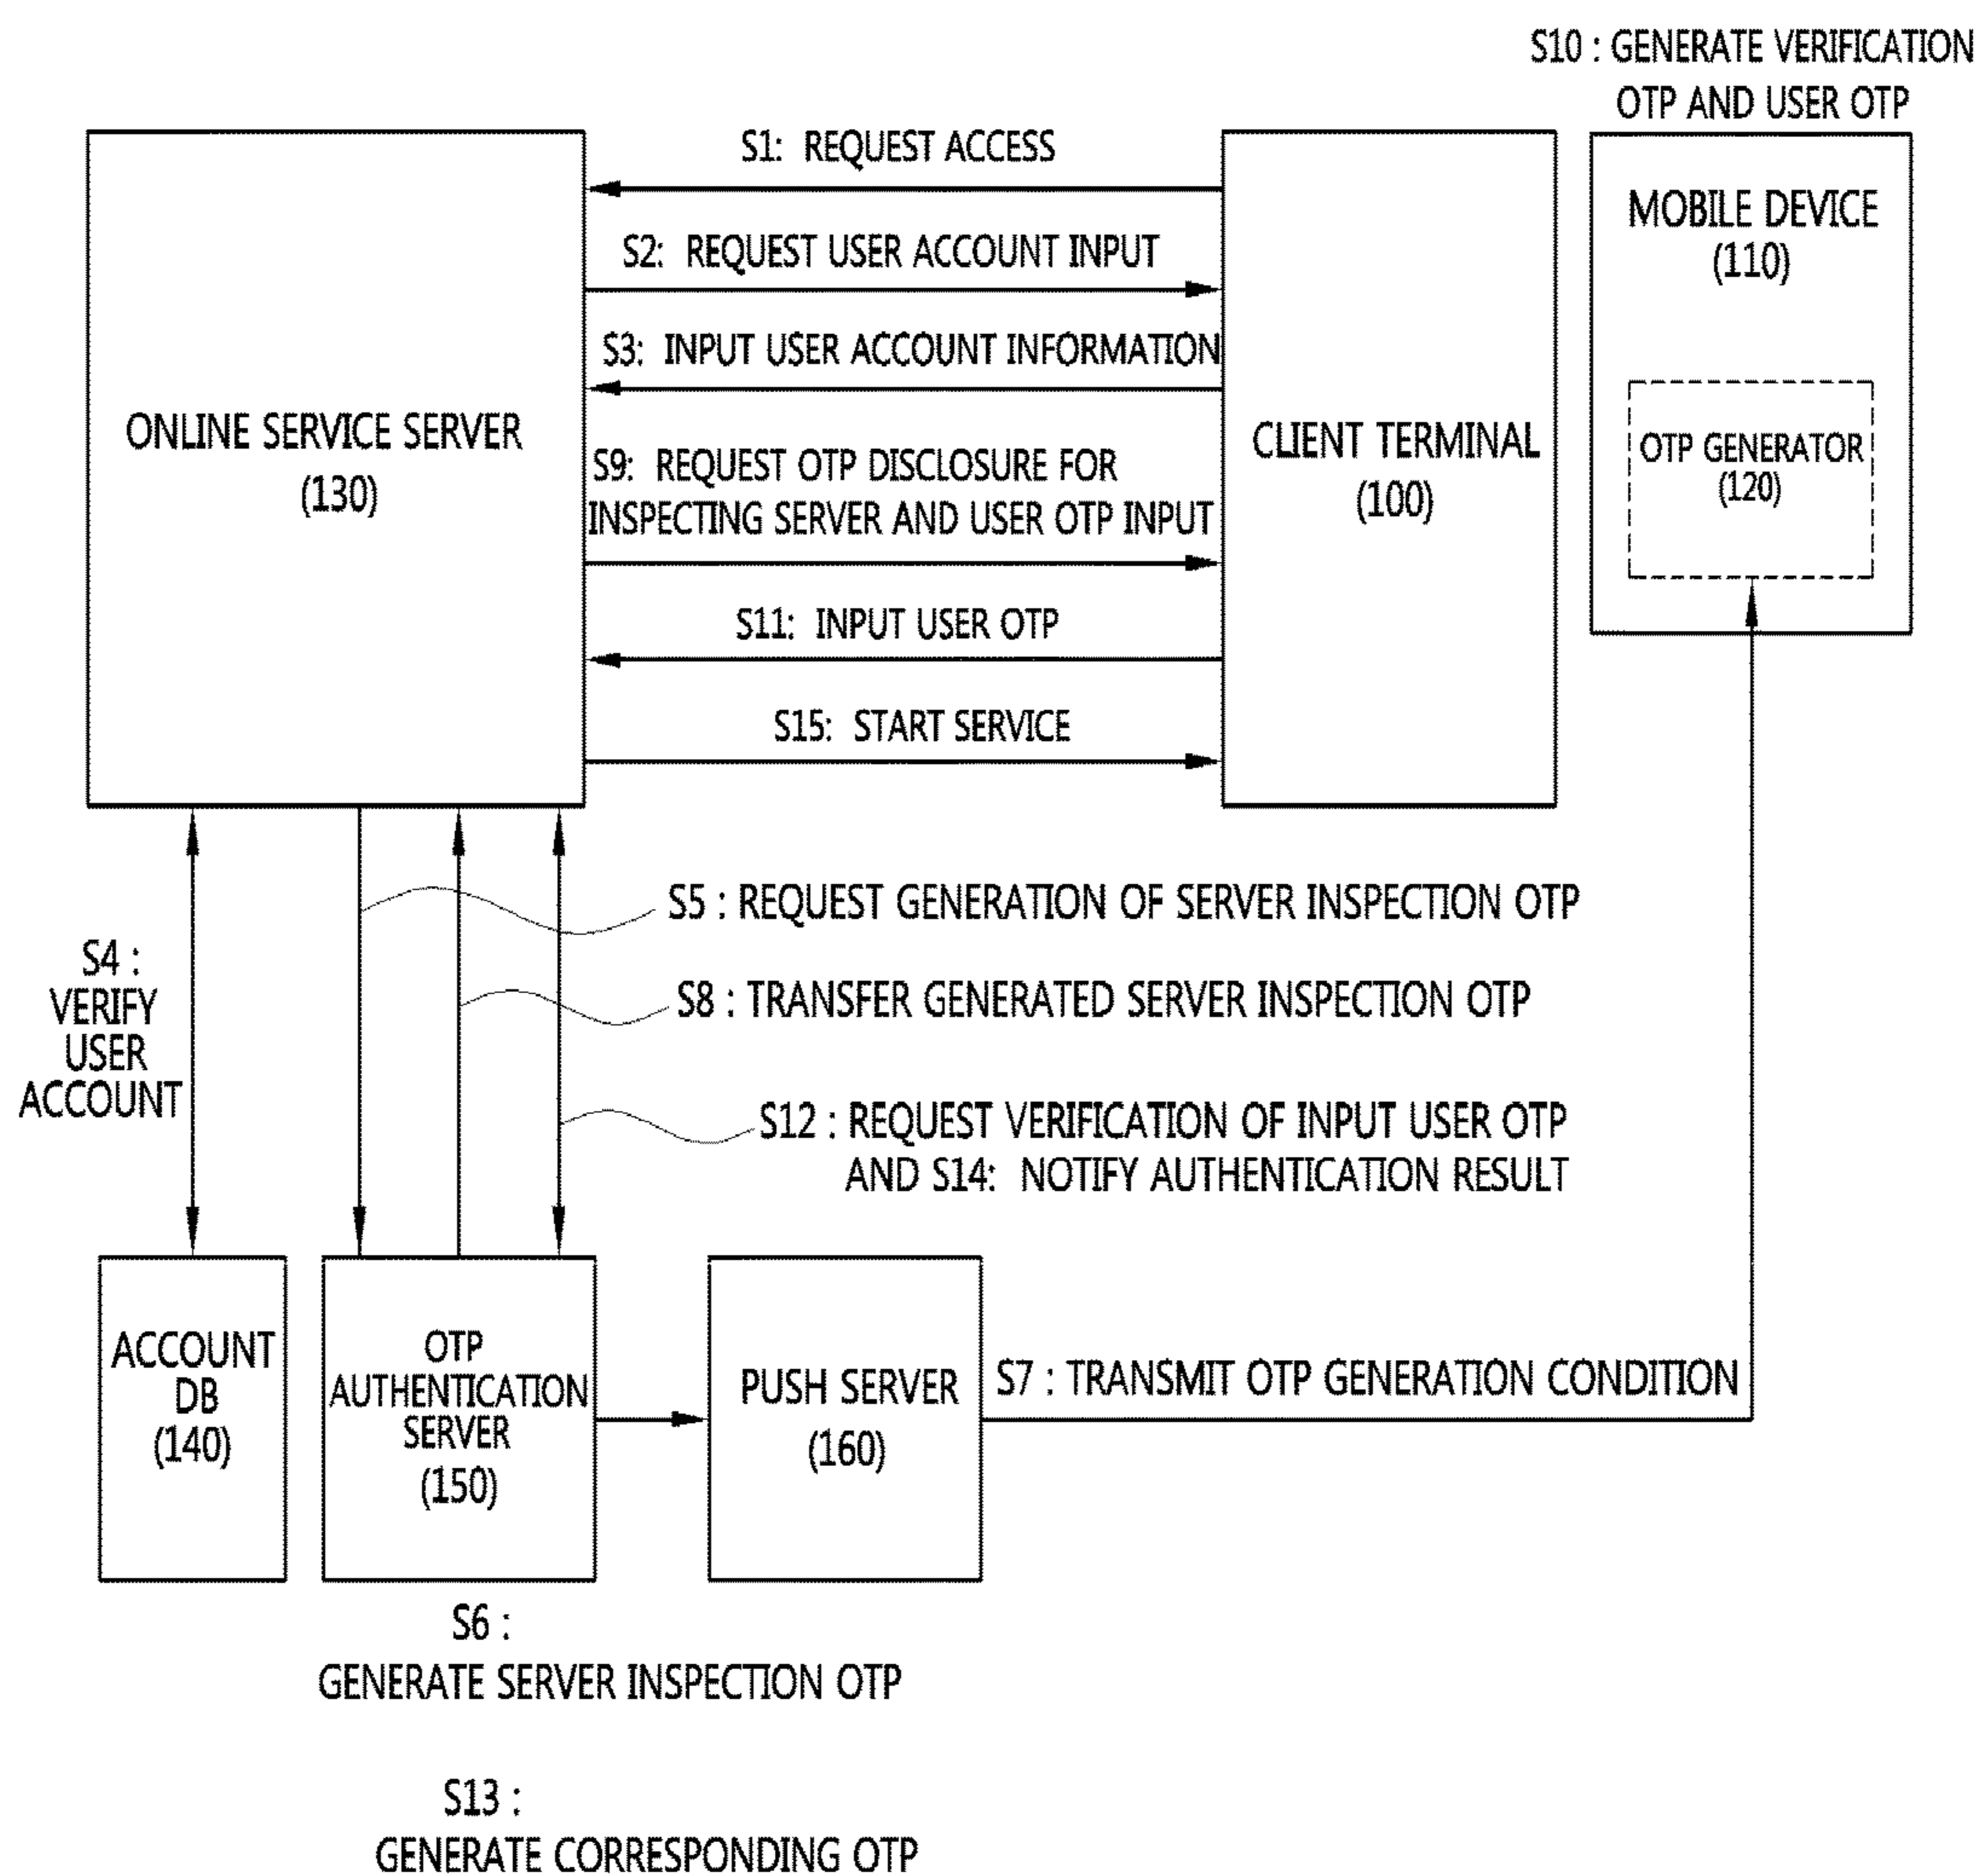 S10 : GENERATE VERIFICATION
OTP AND USER OTP
S1: REQUEST ACCESS
S2: REQUEST USER ACCOUNT INPUT
S3: INPUT USER ACCOUNT INFORMATION
S9: REQUEST OTP DISCLOSURE FOR
INSPECTING SERVER AND USER OTP INPUT
S11: INPUT USER OTP
S15: START SERVICE
ONLINE SERVICE SERVER
(130)
CLIENT TERMINAL
(100)
MOBILE DEVICE
(110)
OTP GENERATOR
(120)
S4 :
VERIFY
USER
ACCOUNT
S5 : REQUEST GENERATION OF SERVER INSPECTION OTP
S8 : TRANSFER GENERATED SERVER INSPECTION OTP
S12 : REQUEST VERIFICATION OF INPUT USER OTP
AND S14: NOTIFY AUTHENTICATION RESULT
ACCOUNT
DB
(140)
OTP
AUTHENTICATION
SERVER
(150)
PUSH SERVER
(160)
S7 : TRANSMIT OTP GENERATION CONDITION
S6 :
GENERATE SERVER INSPECTION OTP
S13 :
GENERATE CORRESPONDING OTP